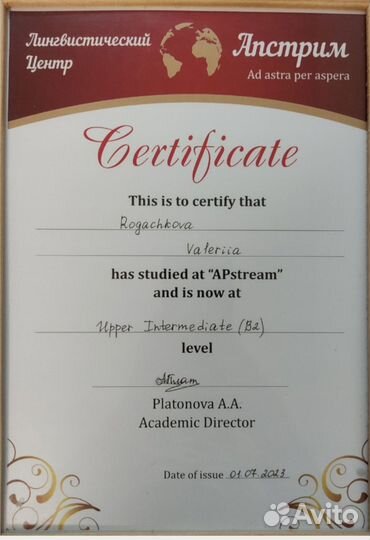 Лингвистический
Центр
Апстрим
Ad astra per aspera
Certificate
This is to certify that
Rogachkova
Valeriia
has studied at “APstream”
and is now at
Upper Intermediate (B2)
level
Platonova A.A.
Academic Director
Date of issue 01.07.2023
Avito